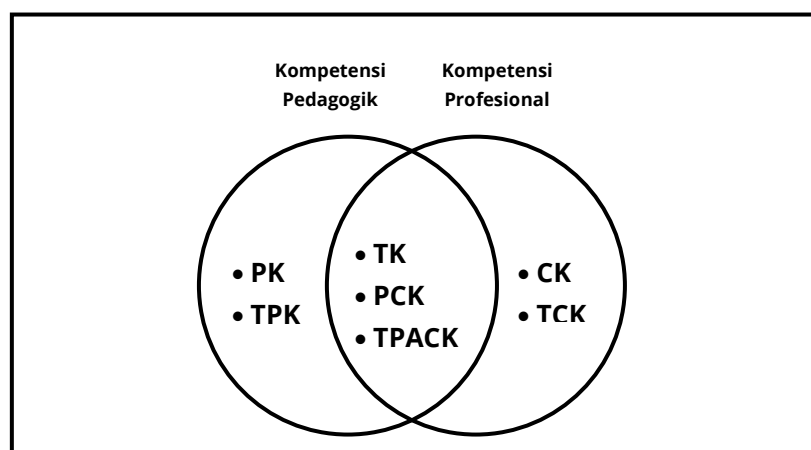 Kompetensi
Pedagogik
Kompetensi
Profesional
• PK
• TPK
• TK
• PCK
• TPACK
• CK
• TCK